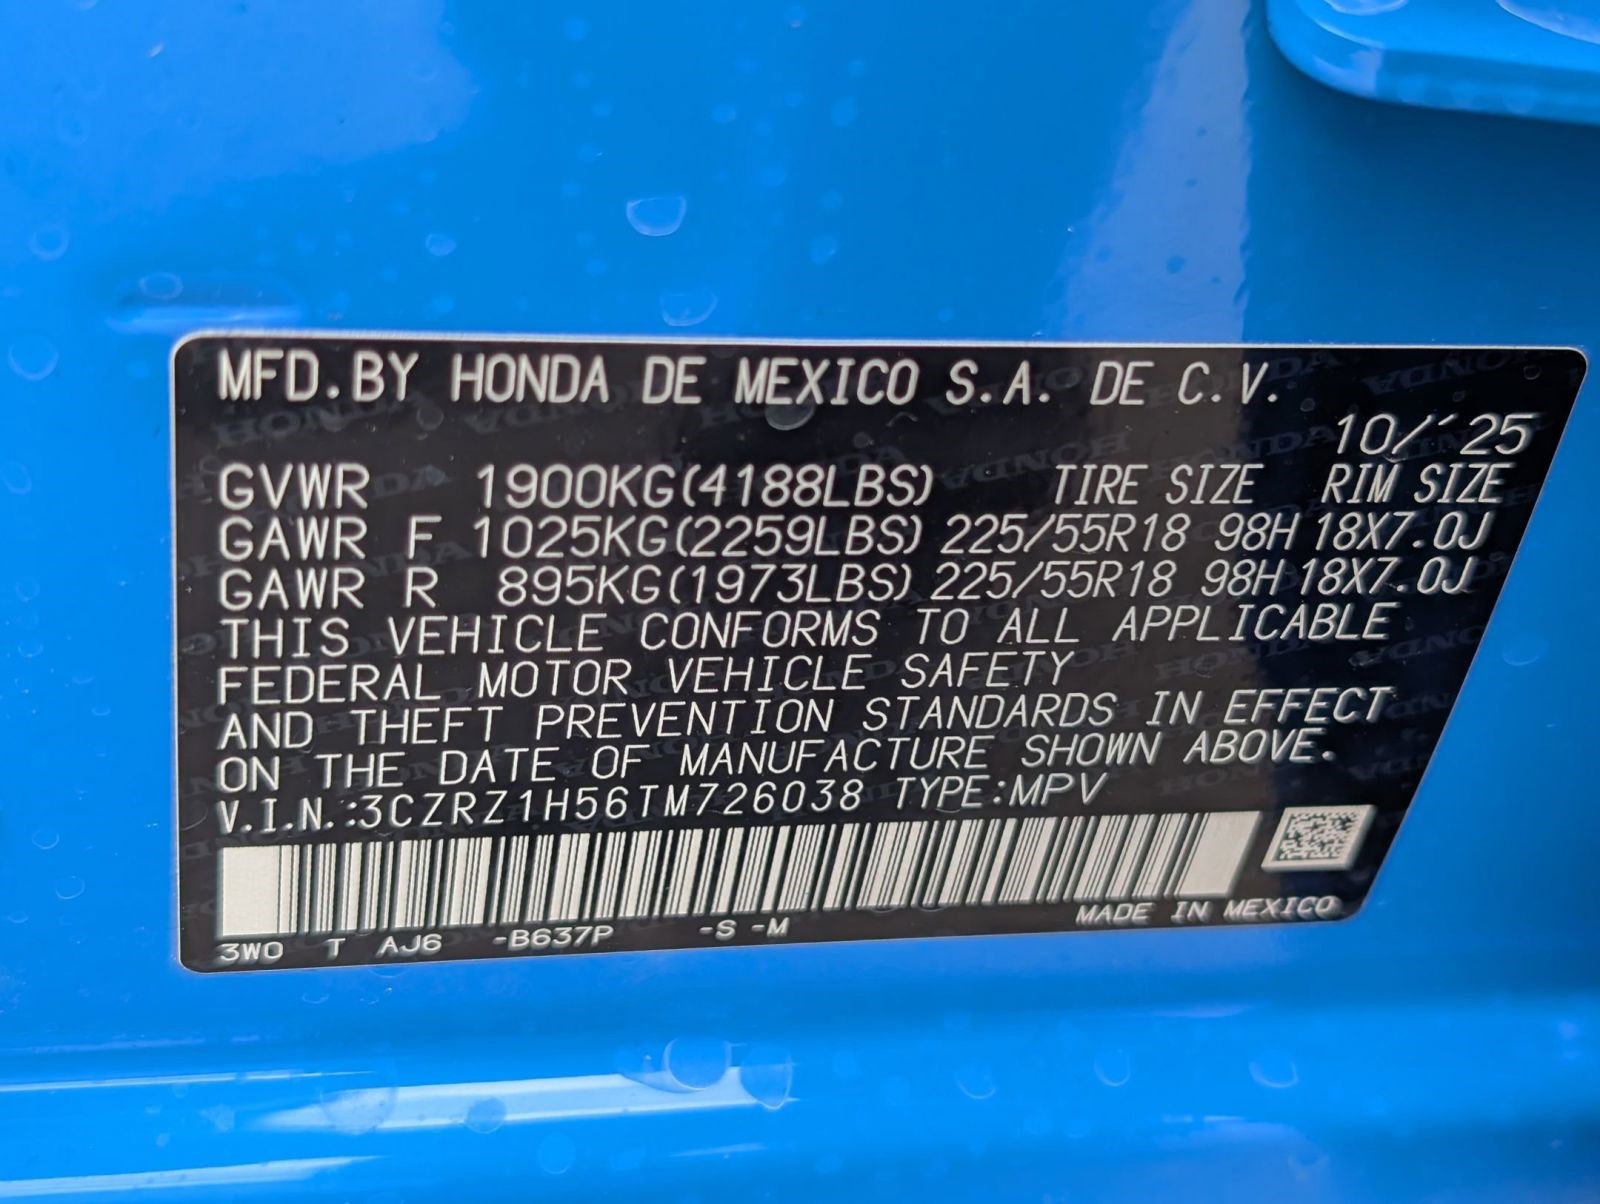 MFD.BY HONDA DE MEXICO S.A. DE C.V.
10/'25
GVWR 1900KG(4188LBS) TIRE SIZE RIM SIZE
GAWR F 1025KG(2259LBS) 225/55R18 98H 18X7.0J
GAWR R 895KG(1973LBS) 225/55R18 98H 18X7.0J
THIS VEHICLE CONFORMS TO ALL APPLICABLE
FEDERAL MOTOR VEHICLE SAFETY
AND THEFT PREVENTION STANDARDS IN EFFECT
ON THE DATE OF MANUFACTURE SHOWN ABOVE.
V.I.N.:3CZRZ1H56TM726038 TYPE:MPV
3W0 T AJ6 -B637P -S -M MADE IN MEXICO